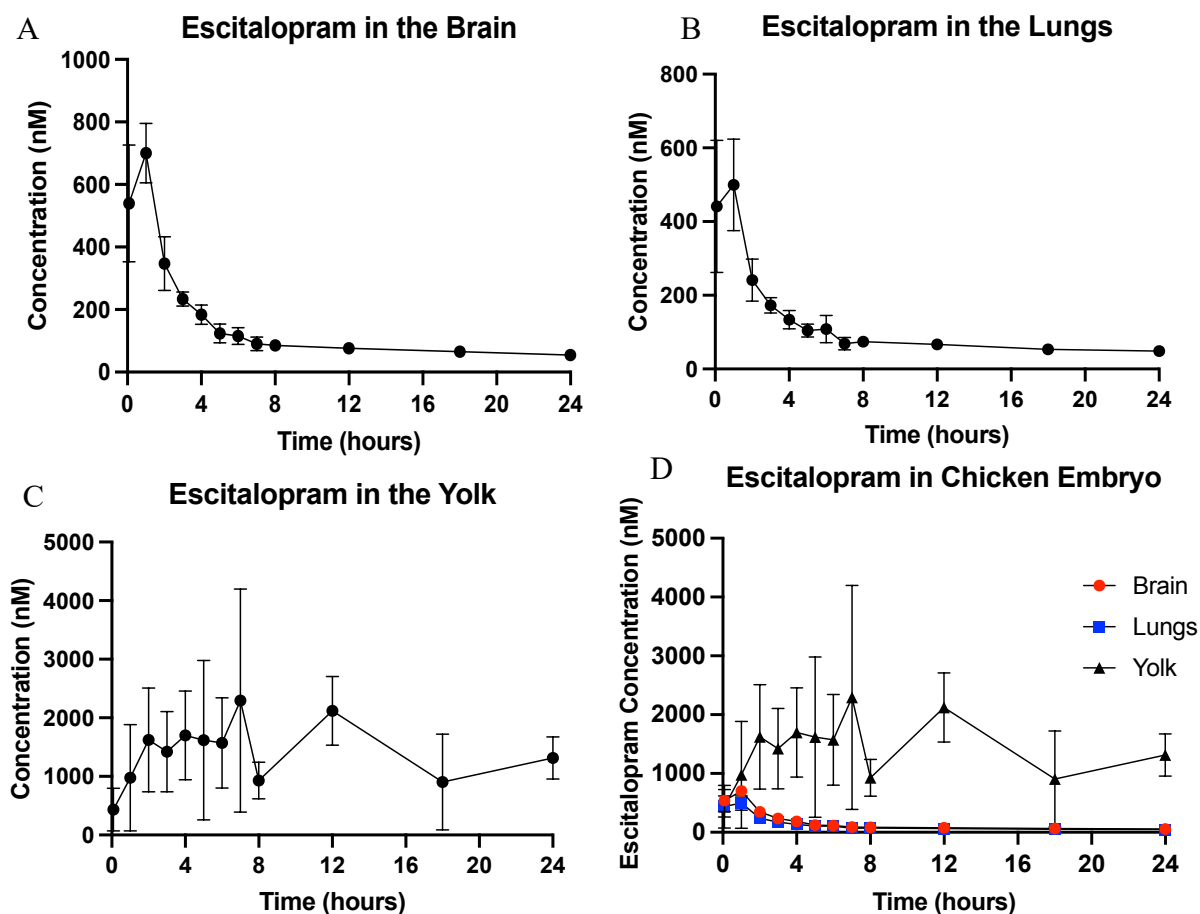 A
Escitalopram in the Brain
Concentration (nM)
1000
800
600
400
200
0
0 4 8 12 16 20 24
Time (hours)
B
Escitalopram in the Lungs
Concentration (nM)
800
600
400
200
0
0 4 8 12 16 20 24
Time (hours)
C
Escitalopram in the Yolk
Concentration (nM)
5000
4000
3000
2000
1000
0
0 4 8 12 16 20 24
Time (hours)
D
Escitalopram in Chicken Embryo
Escitalopram Concentration (nM)
5000
4000
3000
2000
1000
0
0 4 8 12 16 20 24
Time (hours)
Brain
Lungs
Yolk